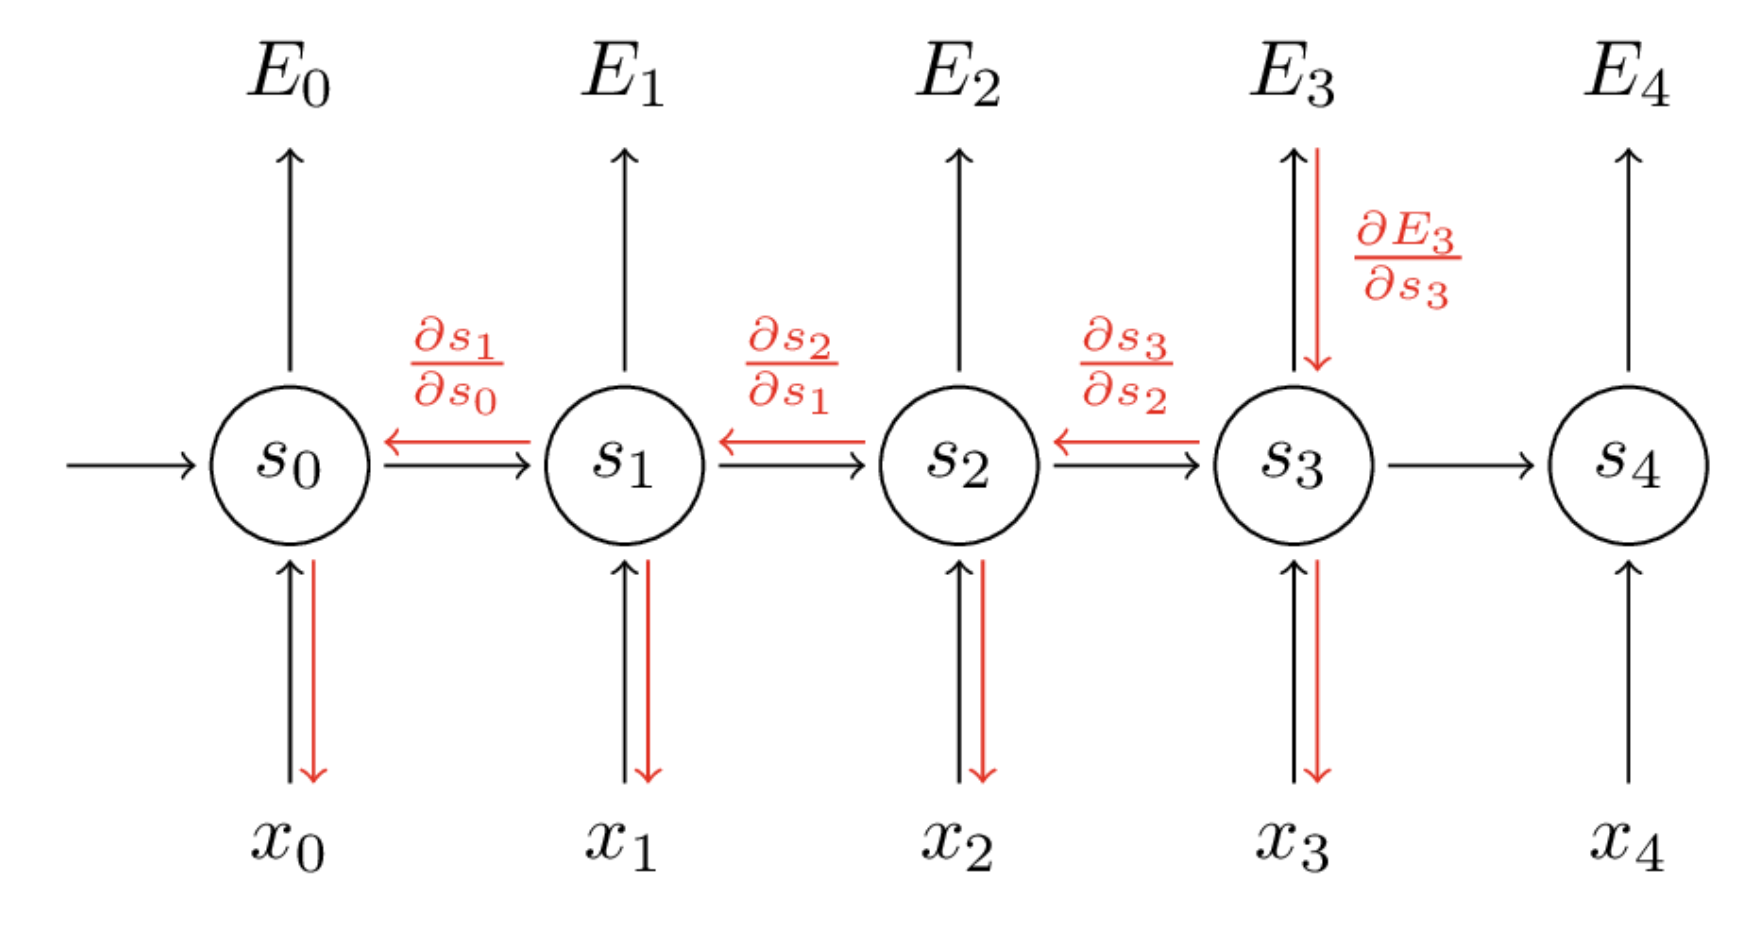 E₀ E₁ E₂ E₃ E₄
∂E₃/∂s₃
∂s₁/∂s₀ ∂s₂/∂s₁ ∂s₃/∂s₂
s₀ s₁ s₂ s₃ s₄
x₀ x₁ x₂ x₃ x₄